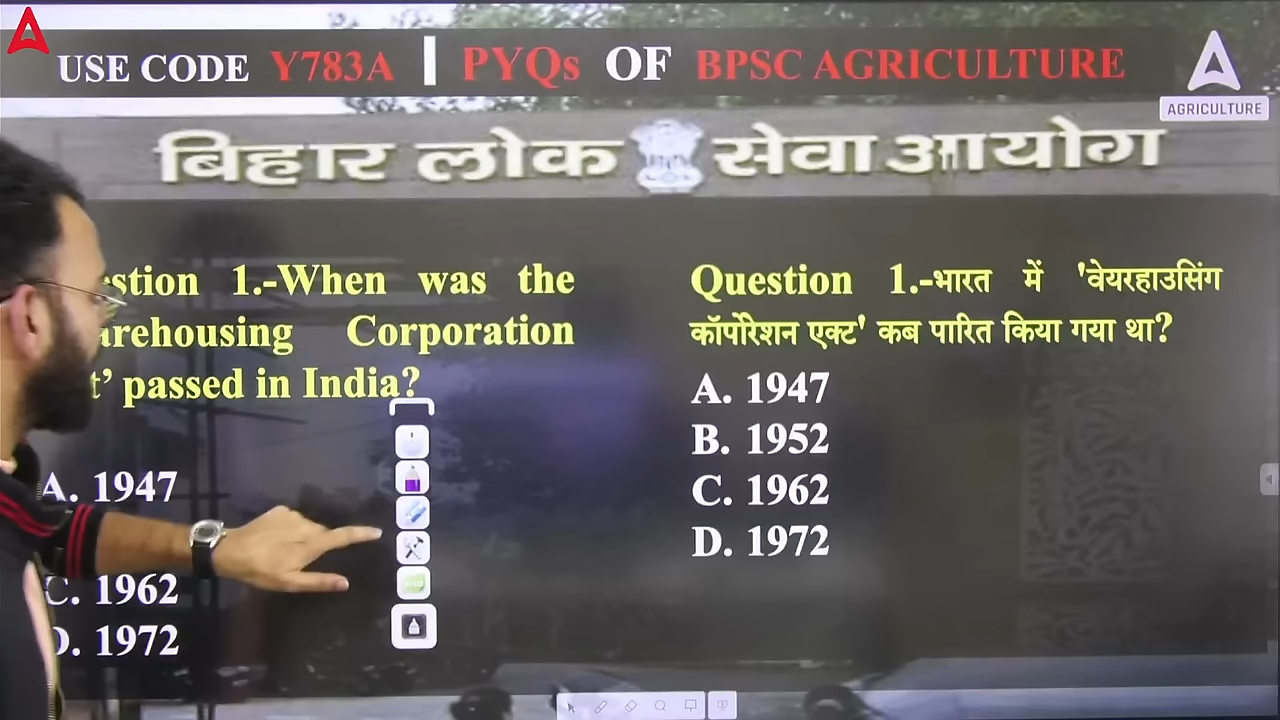 USE CODE Y783A | PYQs OF BPSC AGRICULTURE
AGRICULTURE
बिहार लोक सेवा आयोग
stion 1.-When was the
arehousing Corporation
t’ passed in India?
A. 1947
C. 1962
D. 1972
Question 1.-भारत में 'वेयरहाउसिंग
कॉर्पोरेशन एक्ट' कब पारित किया गया था?
A. 1947
B. 1952
C. 1962
D. 1972